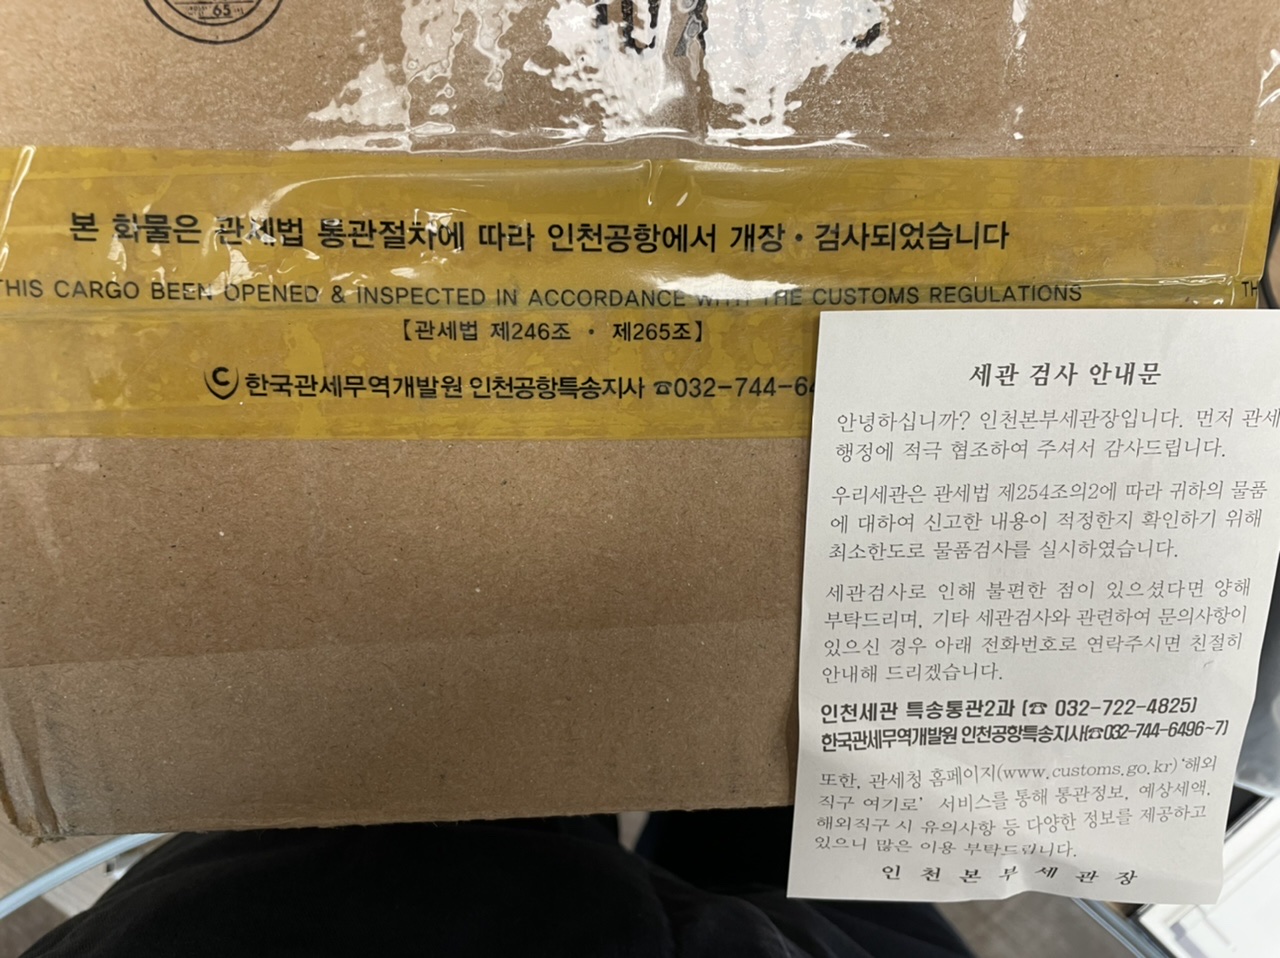 65
본 화물은 관세법 통관절차에 따라 인천공항에서 개장·검사되었습니다
THIS CARGO BEEN OPENED & INSPECTED IN ACCORDANCE WITH THE CUSTOMS REGULATIONS
TH
【관세법 제246조 · 제265조】
C 한국관세무역개발원 인천공항특송지사 ☎032-744-64
세관 검사 안내문
안녕하십니까? 인천본부세관장입니다. 먼저 관세
행정에 적극 협조하여 주셔서 감사드립니다.
우리세관은 관세법 제254조의2에 따라 귀하의 물품
에 대하여 신고한 내용이 적정한지 확인하기 위해
최소한도로 물품검사를 실시하였습니다.
세관검사로 인해 불편한 점이 있으셨다면 양해
부탁드리며, 기타 세관검사와 관련하여 문의사항이
있으신 경우 아래 전화번호로 연락주시면 친절히
안내해 드리겠습니다.
인천세관 특송통관2과 (☎ 032-722-4825)
한국관세무역개발원 인천공항특송지사(☎032-744-6496~7)
또한, 관세청 홈페이지(www.customs.go.kr) '해외
직구 여기로' 서비스를 통해 통관정보, 예상세액,
해외직구 시 유의사항 등 다양한 정보를 제공하고
있으니 많은 이용 부탁드립니다.
인 천 본 부 세 관 장